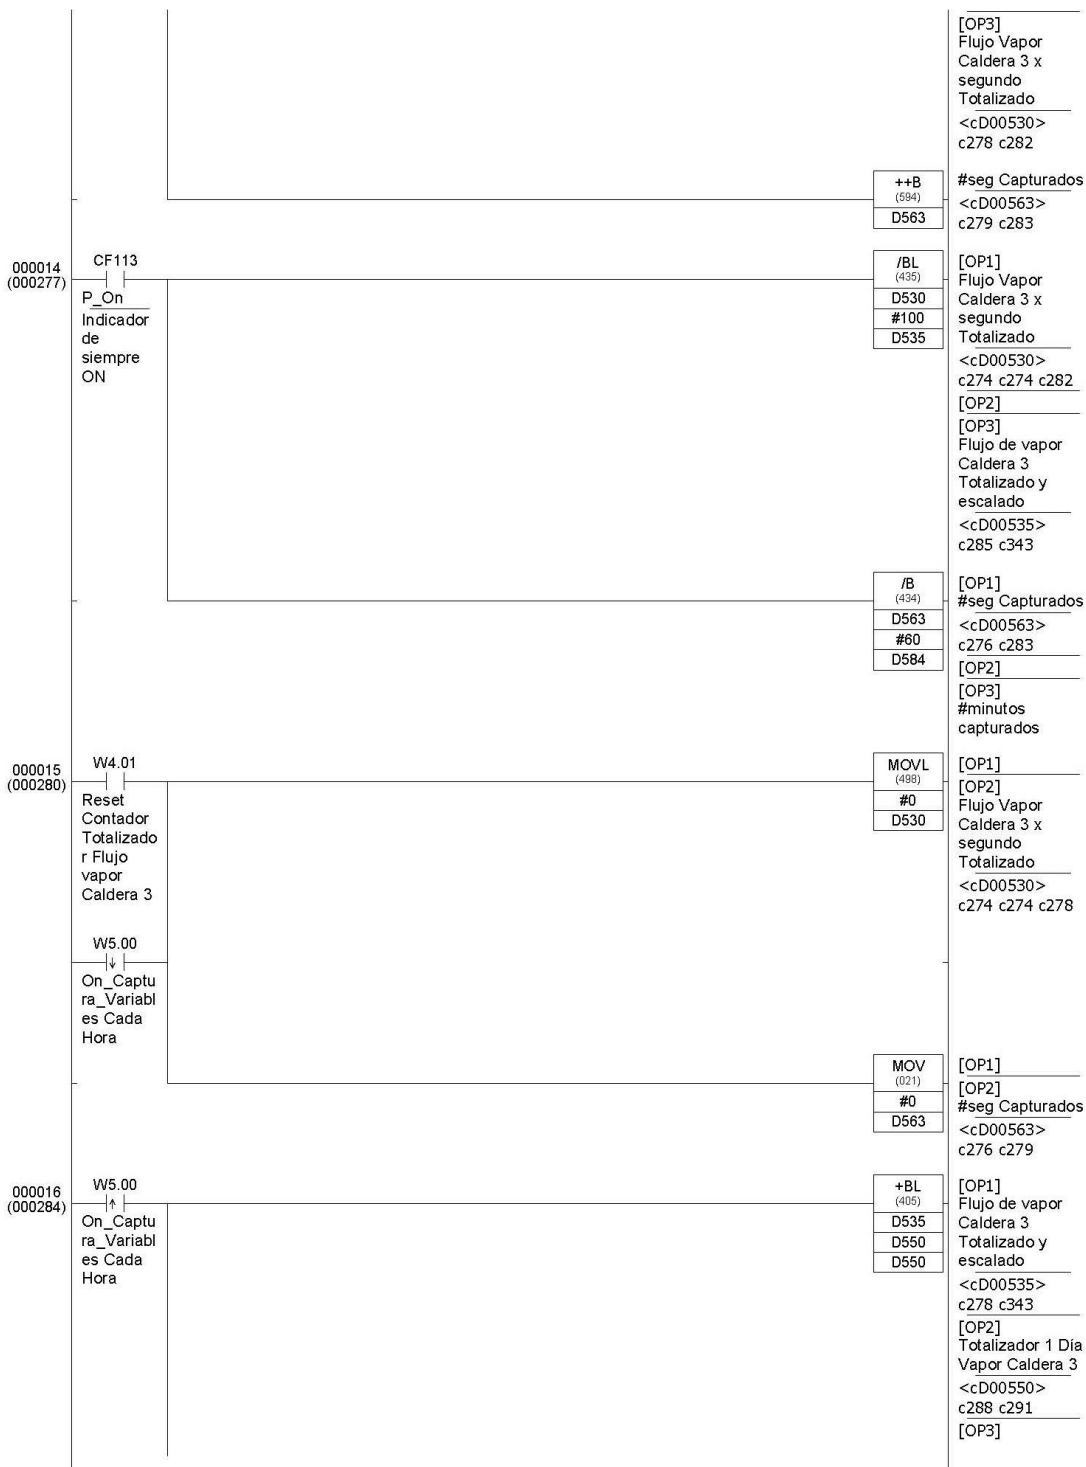 [OP3]
Flujo Vapor
Caldera 3 x
segundo
Totalizado
<cD00530>
c278 c282
++B
(594)
D563
#seg Capturados
<cD00563>
c279 c283
000014
(000277)
CF113
P_On
Indicador
de
siempre
ON
/BL
(435)
D530
#100
D535
[OP1]
Flujo Vapor
Caldera 3 x
segundo
Totalizado
<cD00530>
c274 c274 c282
[OP2]
[OP3]
Flujo de vapor
Caldera 3
Totalizado y
escalado
<cD00535>
c285 c343
/B
(434)
D563
#60
D584
[OP1]
#seg Capturados
<cD00563>
c276 c283
[OP2]
[OP3]
#minutos
capturados
000015
(000280)
W4.01
Reset
Contador
Totalizado
r Flujo
vapor
Caldera 3
MOVL
(498)
#0
D530
[OP1]
[OP2]
Flujo Vapor
Caldera 3 x
segundo
Totalizado
<cD00530>
c274 c274 c278
W5.00
On_Captu
ra_Variabl
es Cada
Hora
MOV
(021)
#0
D563
[OP1]
[OP2]
#seg Capturados
<cD00563>
c276 c279
000016
(000284)
W5.00
On_Captu
ra_Variabl
es Cada
Hora
+BL
(405)
D535
D550
D550
[OP1]
Flujo de vapor
Caldera 3
Totalizado y
escalado
<cD00535>
c278 c343
[OP2]
Totalizador 1 Día
Vapor Caldera 3
<cD00550>
c288 c291
[OP3]